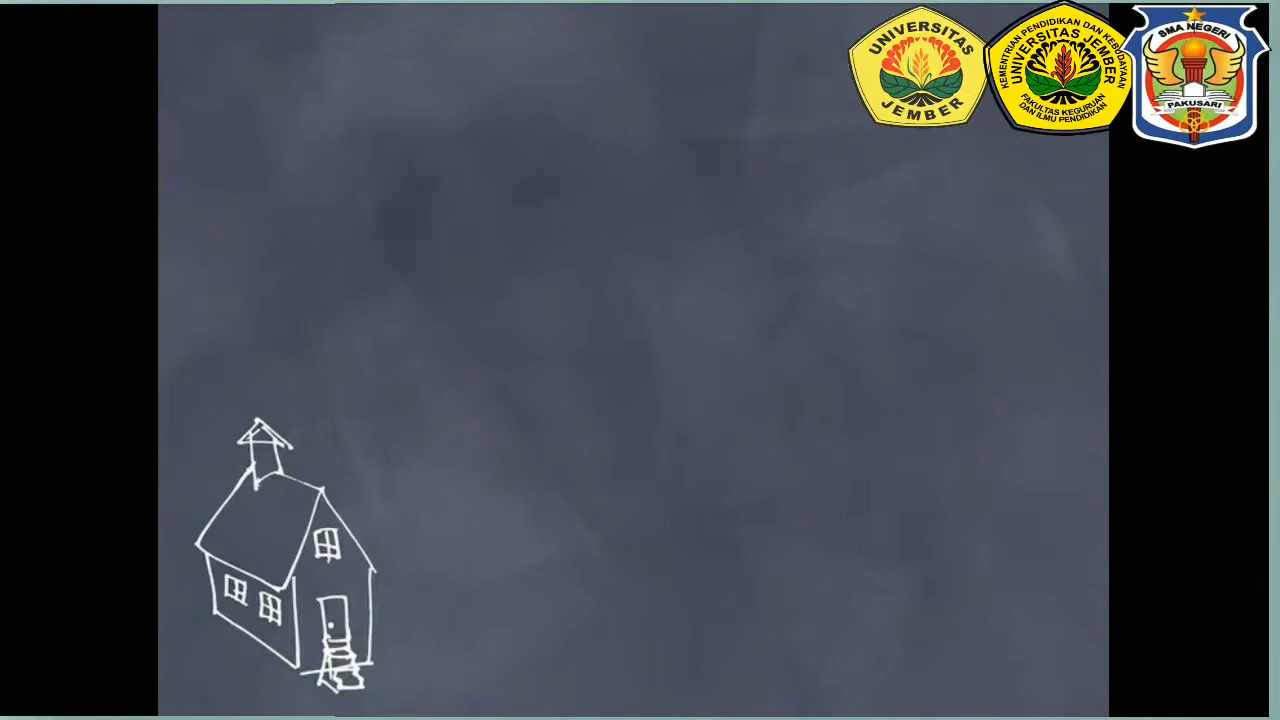 UNIVERSITAS
JEMBER
KEMENTRIAN PENDIDIKAN DAN KEBUDAYAAN
UNIVERSITAS JEMBER
FAKULTAS KEGURUAN
DAN ILMU PENDIDIKAN
SMA NEGERI
PAKUSARI